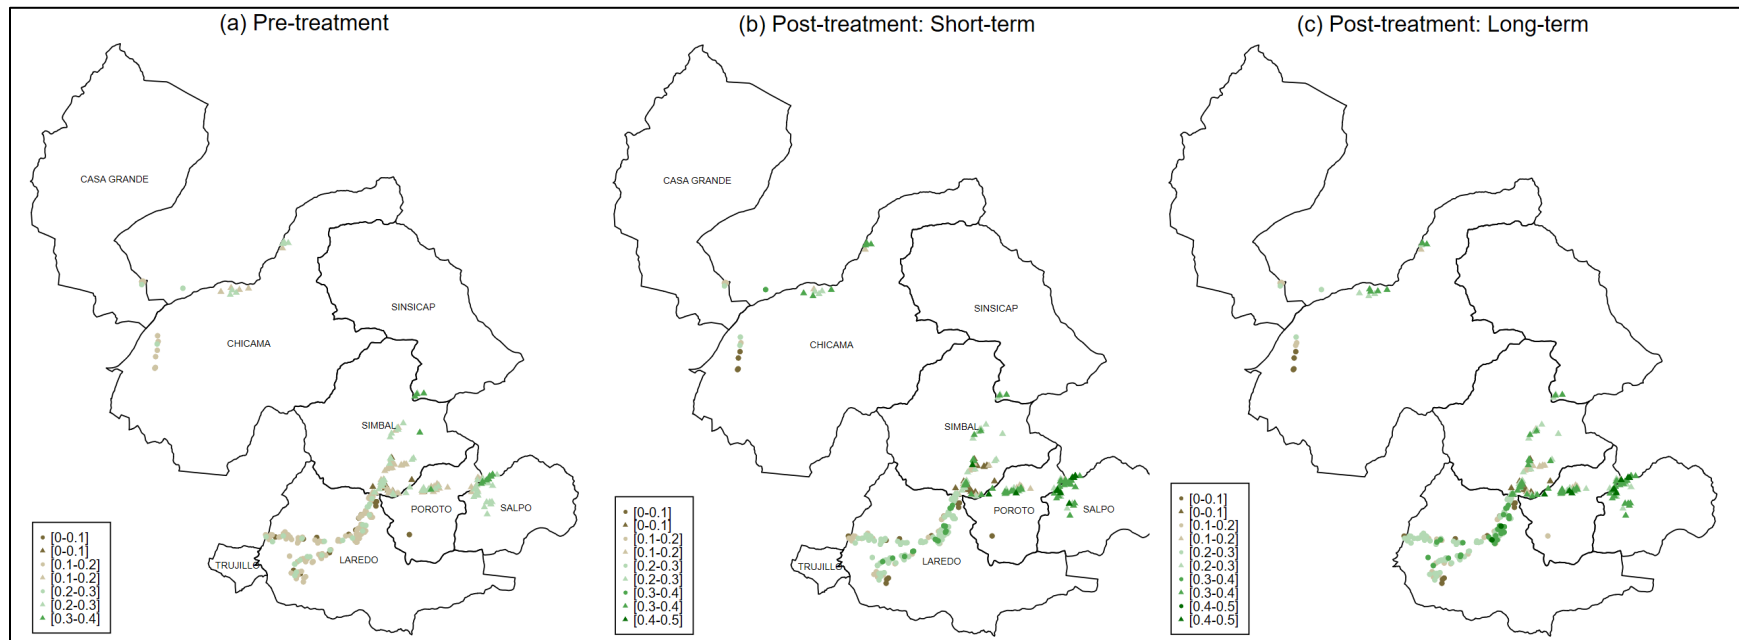 (a) Pre-treatment
(b) Post-treatment: Short-term
(c) Post-treatment: Long-term
CASA GRANDE
SINSICAP
CHICAMA
SIMBAL
POROTO
SALPO
TRUJILLO
LAREDO
[0-0.1]
[0-0.1]
[0.1-0.2]
[0.1-0.2]
[0.2-0.3]
[0.2-0.3]
[0.3-0.4]
CASA GRANDE
SINSICAP
CHICAMA
SIMBAL
POROTO
SALPO
TRUJILLO
LAREDO
[0-0.1]
[0-0.1]
[0.1-0.2]
[0.1-0.2]
[0.2-0.3]
[0.2-0.3]
[0.3-0.4]
[0.3-0.4]
[0.4-0.5]
[0-0.1]
[0-0.1]
[0.1-0.2]
[0.1-0.2]
[0.2-0.3]
[0.2-0.3]
[0.3-0.4]
[0.3-0.4]
[0.4-0.5]
[0.4-0.5]